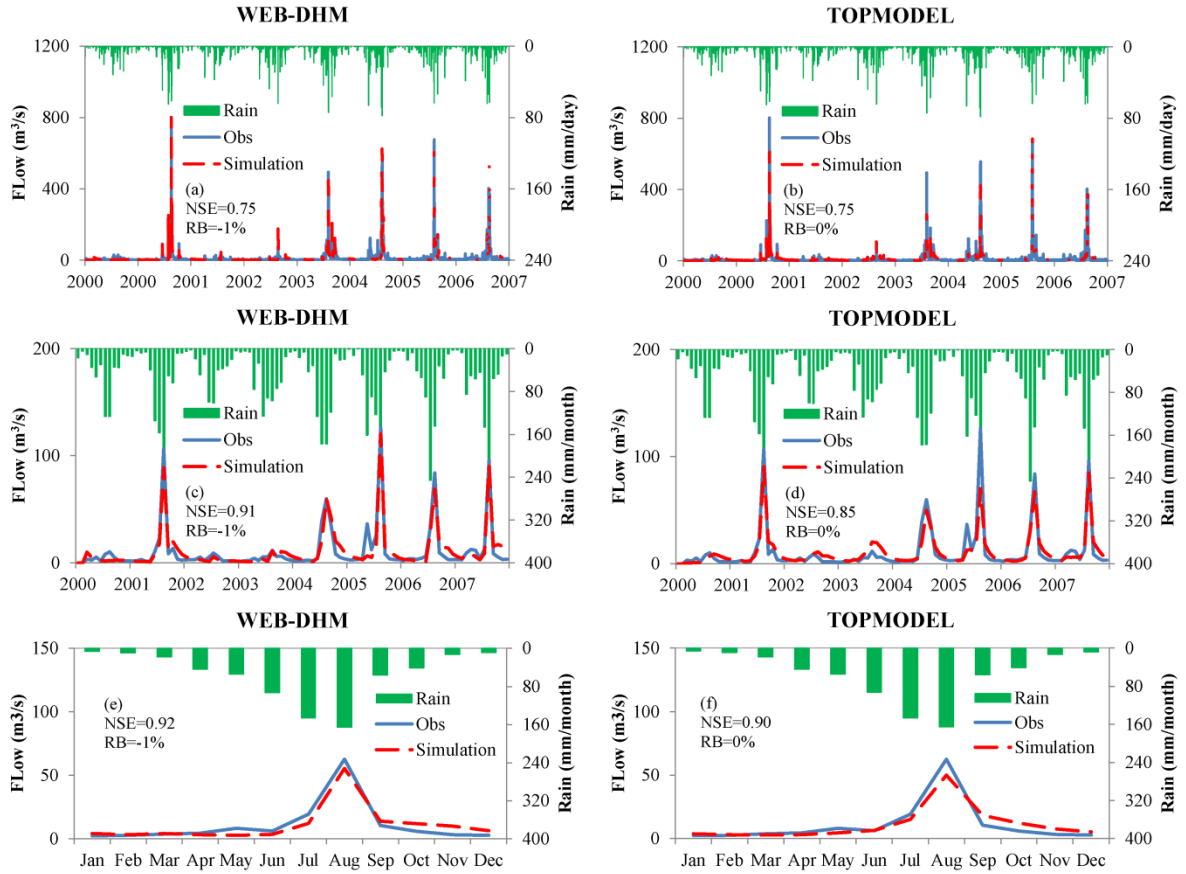 WEB-DHM
1200
800
400
0
FLow (m³/s)
0
80
160
240
Rain (mm/day)
Rain
Obs
Simulation
(a)
NSE=0.75
RB=-1%
2000 2000 2001 2002 2003 2004 2005 2006 2007
TOPMODEL
1200
800
400
0
FLow (m³/s)
0
80
160
240
Rain (mm/day)
Rain
Obs
Simulation
(b)
NSE=0.75
RB=0%
2000 2000 2001 2002 2003 2004 2005 2006 2007
WEB-DHM
200
100
0
FLow (m³/s)
0
80
160
240
320
400
Rain (mm/month)
Rain
Obs
Simulation
(c)
NSE=0.91
RB=-1%
2000 2001 2002 2003 2004 2005 2006 2007
TOPMODEL
200
100
0
FLow (m³/s)
0
80
160
240
320
400
Rain (mm/month)
Rain
Obs
Simulation
(d)
NSE=0.85
RB=0%
2000 2001 2002 2003 2004 2005 2006 2007
WEB-DHM
150
100
50
0
FLow (m3/s)
0
80
160
240
320
400
Rain (mm/month)
(e)
NSE=0.92
RB=-1%
Rain
Obs
Simulation
Jan Feb Mar Apr May Jun Jul Aug Sep Oct Nov Dec
TOPMODEL
150
100
50
0
FLow (m3/s)
0
80
160
240
320
400
Rain (mm/month)
(f)
NSE=0.90
RB=0%
Rain
Obs
Simulation
Jan Feb Mar Apr May Jun Jul Aug Sep Oct Nov Dec